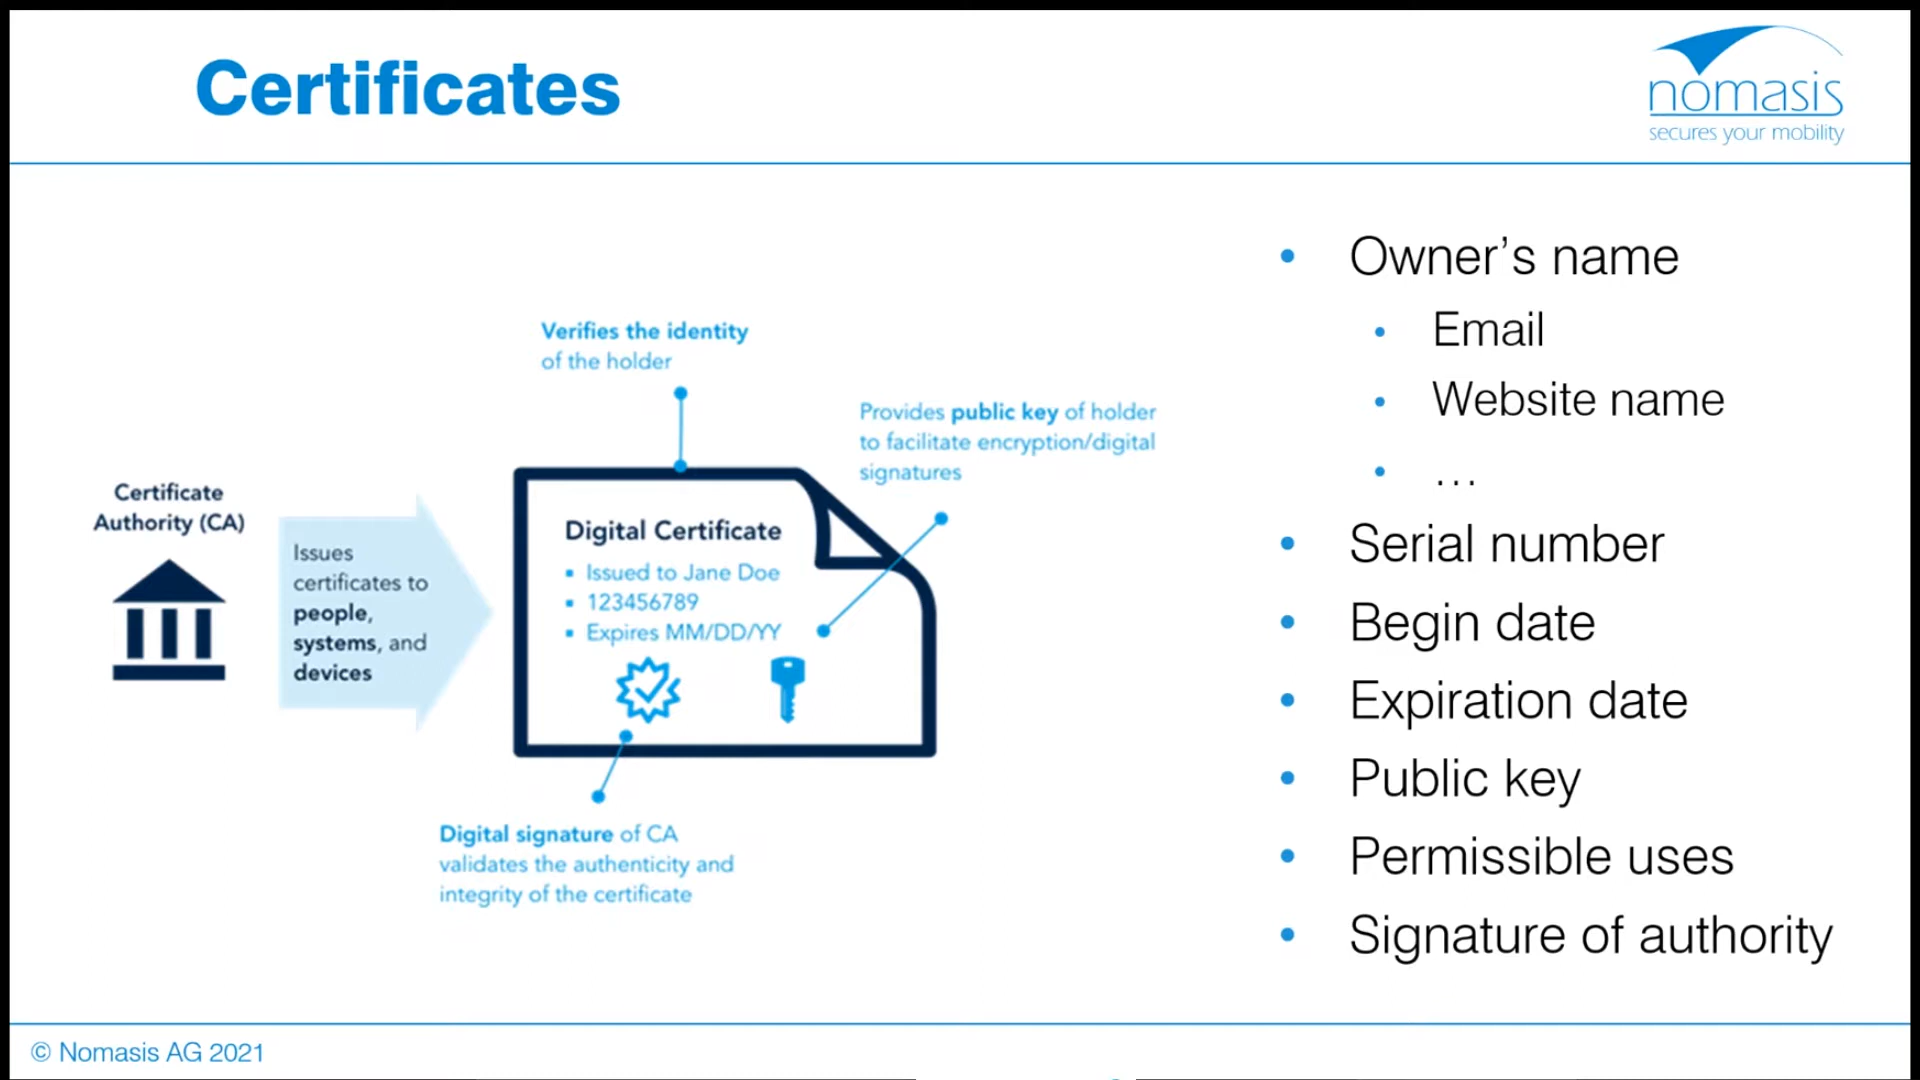 Certificates
nomasis
secures your mobility
Verifies the identity
of the holder
Provides public key of holder
to facilitate encryption/digital
signatures
Certificate
Authority (CA)
Issues
certificates to
people,
systems, and
devices
Digital Certificate
▪ Issued to Jane Doe
▪ 123456789
▪ Expires MM/DD/YY
Digital signature of CA
validates the authenticity and
integrity of the certificate
• Owner’s name
• Email
• Website name
• …
• Serial number
• Begin date
• Expiration date
• Public key
• Permissible uses
• Signature of authority
© Nomasis AG 2021